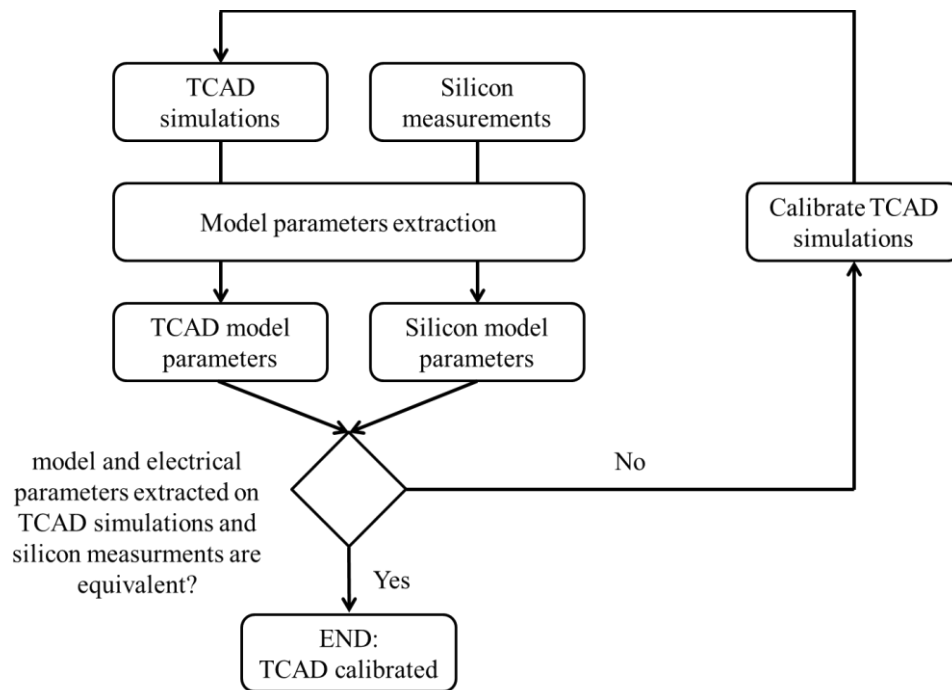 TCAD
simulations
Silicon
measurements
Model parameters extraction
Calibrate TCAD
simulations
TCAD model
parameters
Silicon model
parameters
model and electrical
parameters extracted on
TCAD simulations and
silicon measurments are
equivalent?
No
Yes
END:
TCAD calibrated